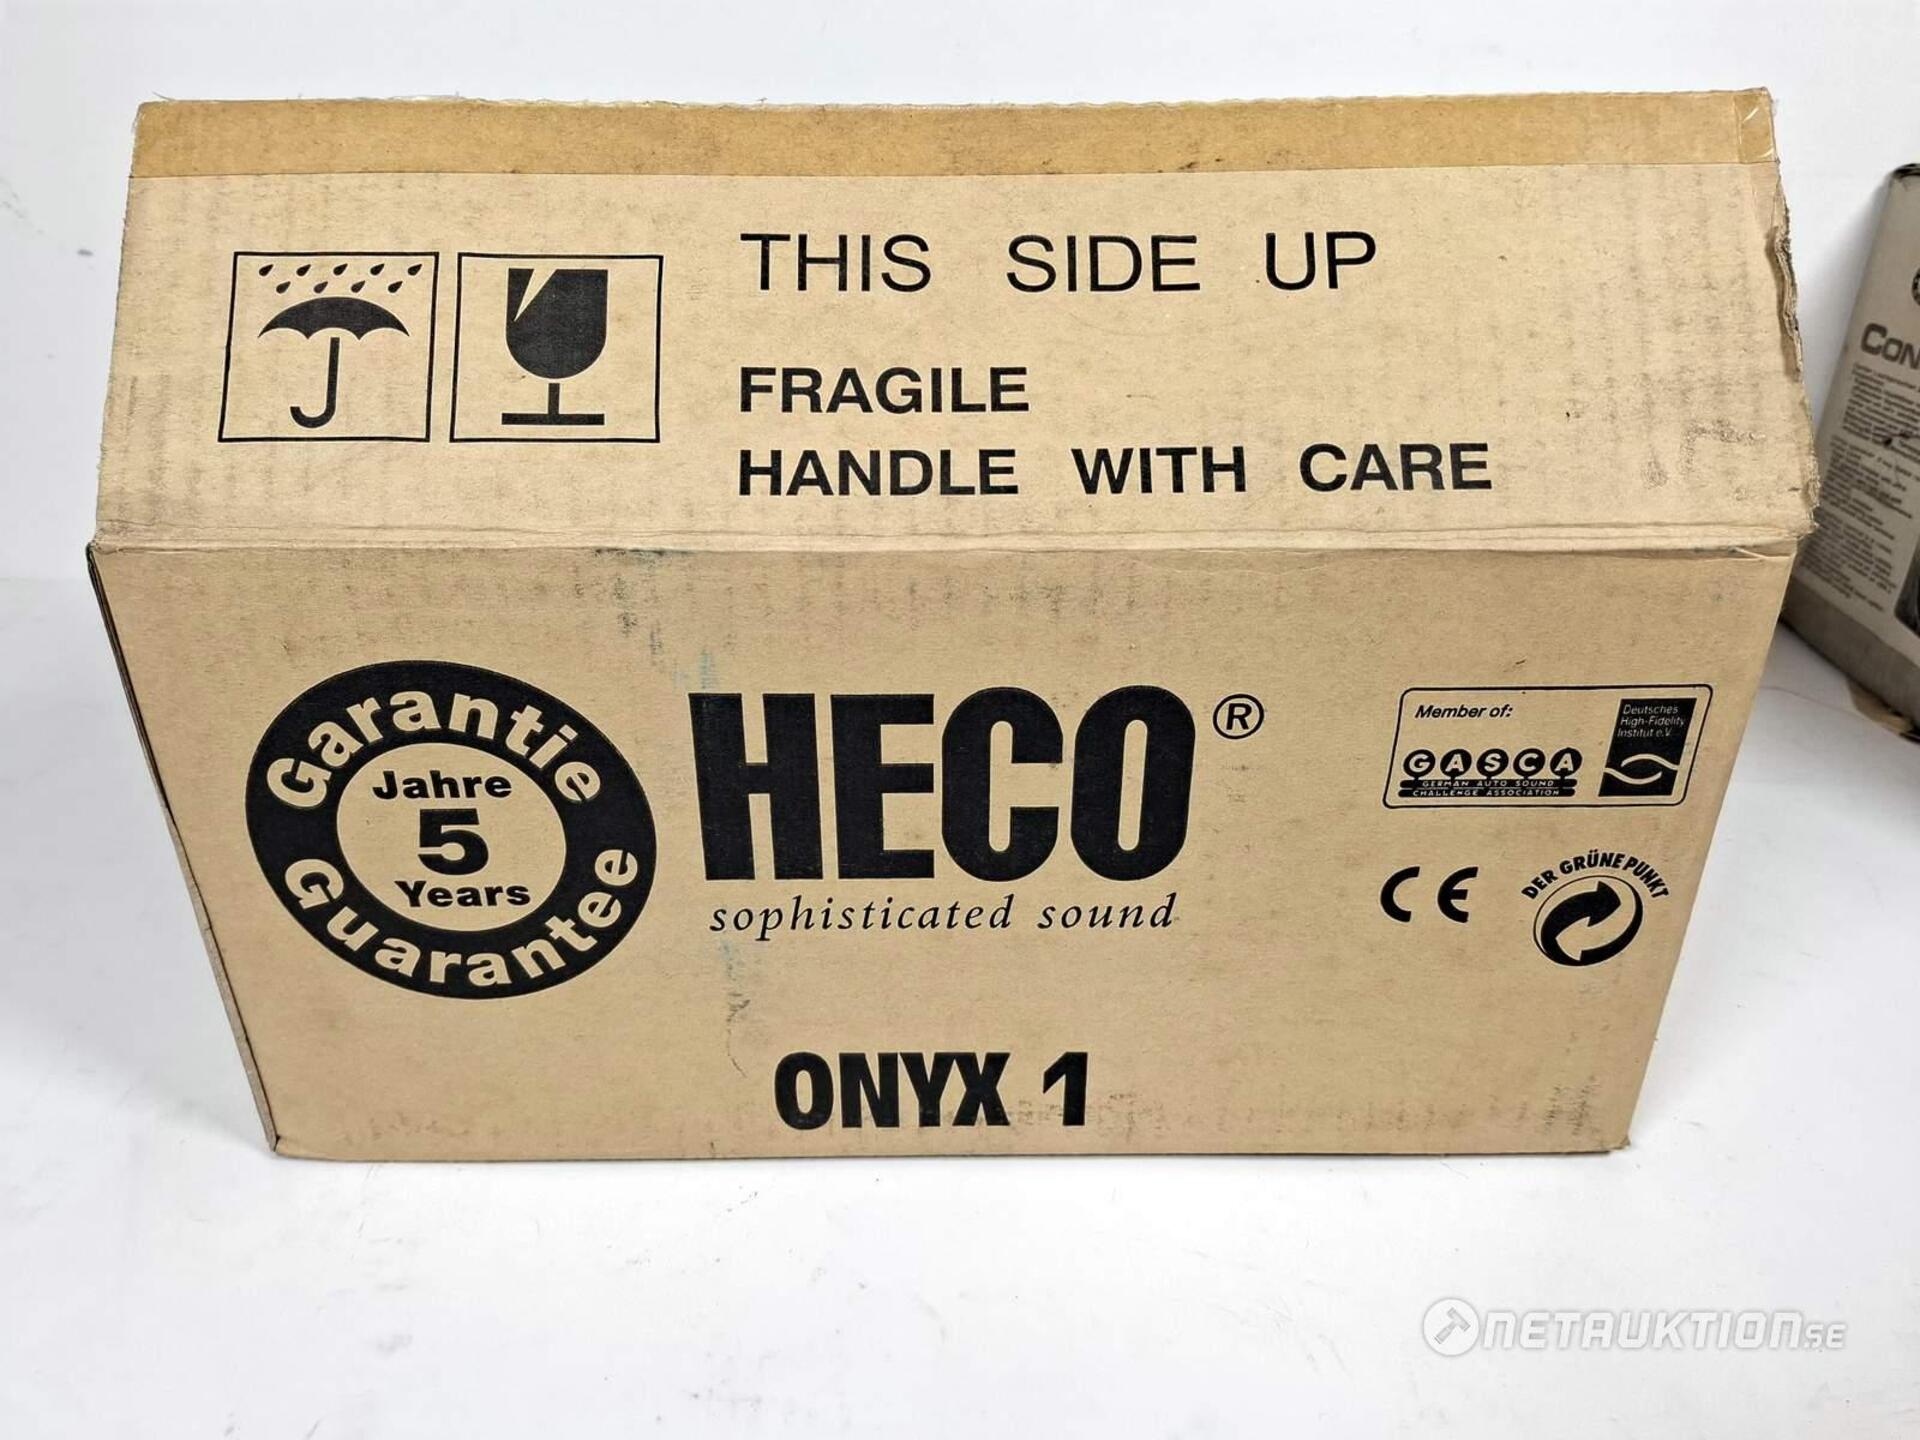 THIS SIDE UP
FRAGILE
HANDLE WITH CARE
Garantie
Jahre
5
Years
Guarantee
HECO®
sophisticated sound
Member of:
GASCA
GERMAN AUTO SOUND
CHALLENGE ASSOCIATION
Deutsches
High-Fidelity
Institut e.V.
CE
DER GRÜNE PUNKT
ONYX 1
CON
NETAUKTION.SE